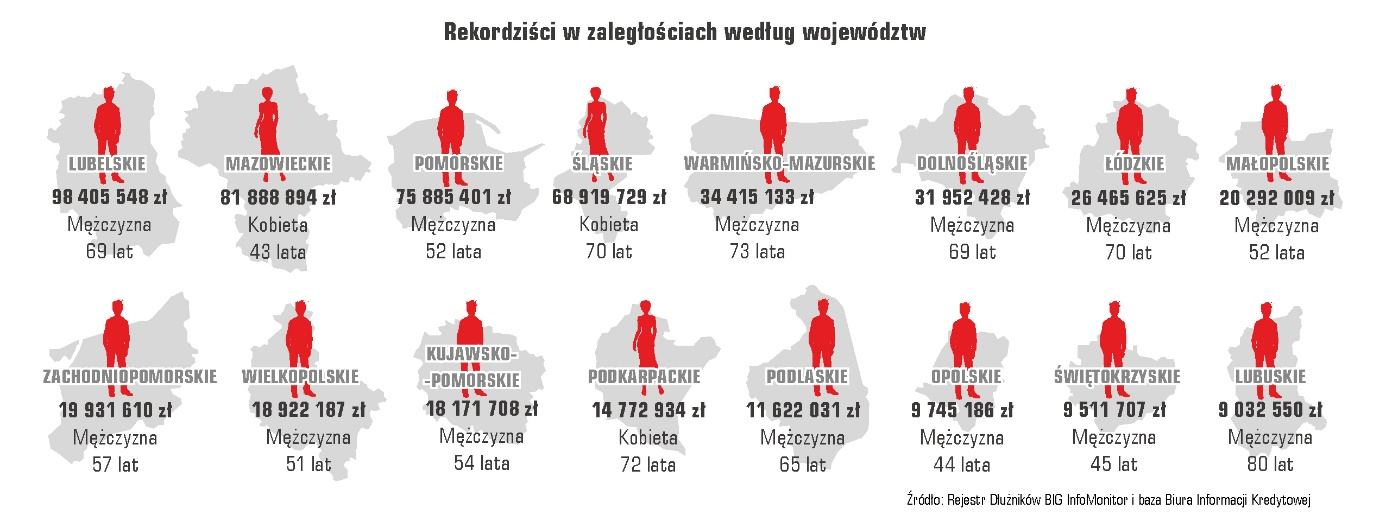 Rekordziści w zaległościach według województw
LUBELSKIE
98 405 548 zł
Mężczyzna
69 lat
MAZOWIECKIE
81 888 894 zł
Kobieta
43 lata
POMORSKIE
75 885 401 zł
Mężczyzna
52 lata
ŚLĄSKIE
68 919 729 zł
Kobieta
70 lat
WARMIŃSKO-MAZURSKIE
34 415 133 zł
Mężczyzna
73 lata
DOLNOŚLĄSKIE
31 952 428 zł
Mężczyzna
69 lat
ŁÓDZKIE
26 465 625 zł
Mężczyzna
70 lat
MAŁOPOLSKIE
20 292 009 zł
Mężczyzna
52 lata
ZACHODNIOPOMORSKIE
19 931 610 zł
Mężczyzna
57 lat
WIELKOPOLSKIE
18 922 187 zł
Mężczyzna
51 lat
KUJAWSKO-
-POMORSKIE
18 171 708 zł
Mężczyzna
54 lata
PODKARPACKIE
14 772 934 zł
Kobieta
72 lata
PODLASKIE
11 622 031 zł
Mężczyzna
65 lat
OPOLSKIE
9 745 186 zł
Mężczyzna
44 lata
ŚWIĘTOKRZYSKIE
9 511 707 zł
Mężczyzna
45 lat
LUBUSKIE
9 032 550 zł
Mężczyzna
80 lat
Źródło: Rejestr Dłużników BIG InfoMonitor i baza Biura Informacji Kredytowej